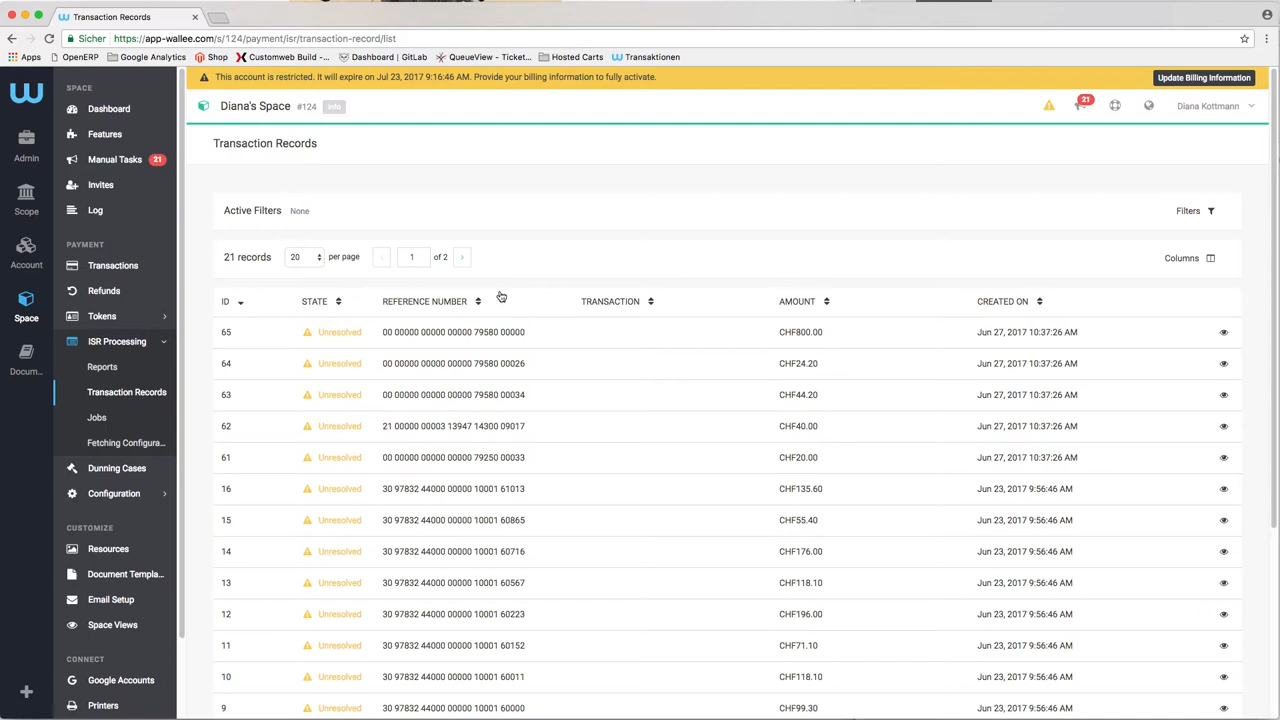 Transaction Records
Sicher https://app-wallee.com/s/124/payment/isr/transaction-record/list
Apps OpenERP Google Analytics Shop Customweb Build -... Dashboard | GitLab QueueView - Ticket... Hosted Carts Transaktionen
This account is restricted. It will expire on Jul 23, 2017 9:16:46 AM. Provide your billing information to fully activate. Update Billing Information
Admin
Scope
Account
Space
Docum...
SPACE
Dashboard
Features
Manual Tasks 21
Invites
Log
PAYMENT
Transactions
Refunds
Tokens
ISR Processing
Reports
Transaction Records
Jobs
Fetching Configura...
Dunning Cases
Configuration
CUSTOMIZE
Resources
Document Templa...
Email Setup
Space Views
CONNECT
Google Accounts
Printers
Diana's Space #124 Info 21 Diana Kottmann
Transaction Records
Active Filters None Filters
21 records 20 per page 1 of 2 Columns
ID STATE REFERENCE NUMBER TRANSACTION AMOUNT CREATED ON
65 Unresolved 00 00000 00000 00000 79580 00000 CHF800.00 Jun 27, 2017 10:37:26 AM
64 Unresolved 00 00000 00000 00000 79580 00026 CHF24.20 Jun 27, 2017 10:37:26 AM
63 Unresolved 00 00000 00000 00000 79580 00034 CHF44.20 Jun 27, 2017 10:37:26 AM
62 Unresolved 21 00000 00003 13947 14300 09017 CHF40.00 Jun 27, 2017 10:37:26 AM
61 Unresolved 00 00000 00000 00000 79250 00033 CHF20.00 Jun 27, 2017 10:37:26 AM
16 Unresolved 30 97832 44000 00000 10001 61013 CHF135.60 Jun 23, 2017 9:56:46 AM
15 Unresolved 30 97832 44000 00000 10001 60865 CHF55.40 Jun 23, 2017 9:56:46 AM
14 Unresolved 30 97832 44000 00000 10001 60716 CHF176.00 Jun 23, 2017 9:56:46 AM
13 Unresolved 30 97832 44000 00000 10001 60567 CHF118.10 Jun 23, 2017 9:56:46 AM
12 Unresolved 30 97832 44000 00000 10001 60223 CHF196.00 Jun 23, 2017 9:56:46 AM
11 Unresolved 30 97832 44000 00000 10001 60152 CHF71.10 Jun 23, 2017 9:56:46 AM
10 Unresolved 30 97832 44000 00000 10001 60011 CHF118.10 Jun 23, 2017 9:56:46 AM
9 Unresolved 30 97832 44000 00000 10001 60000 CHF99.30 Jun 23, 2017 9:56:46 AM